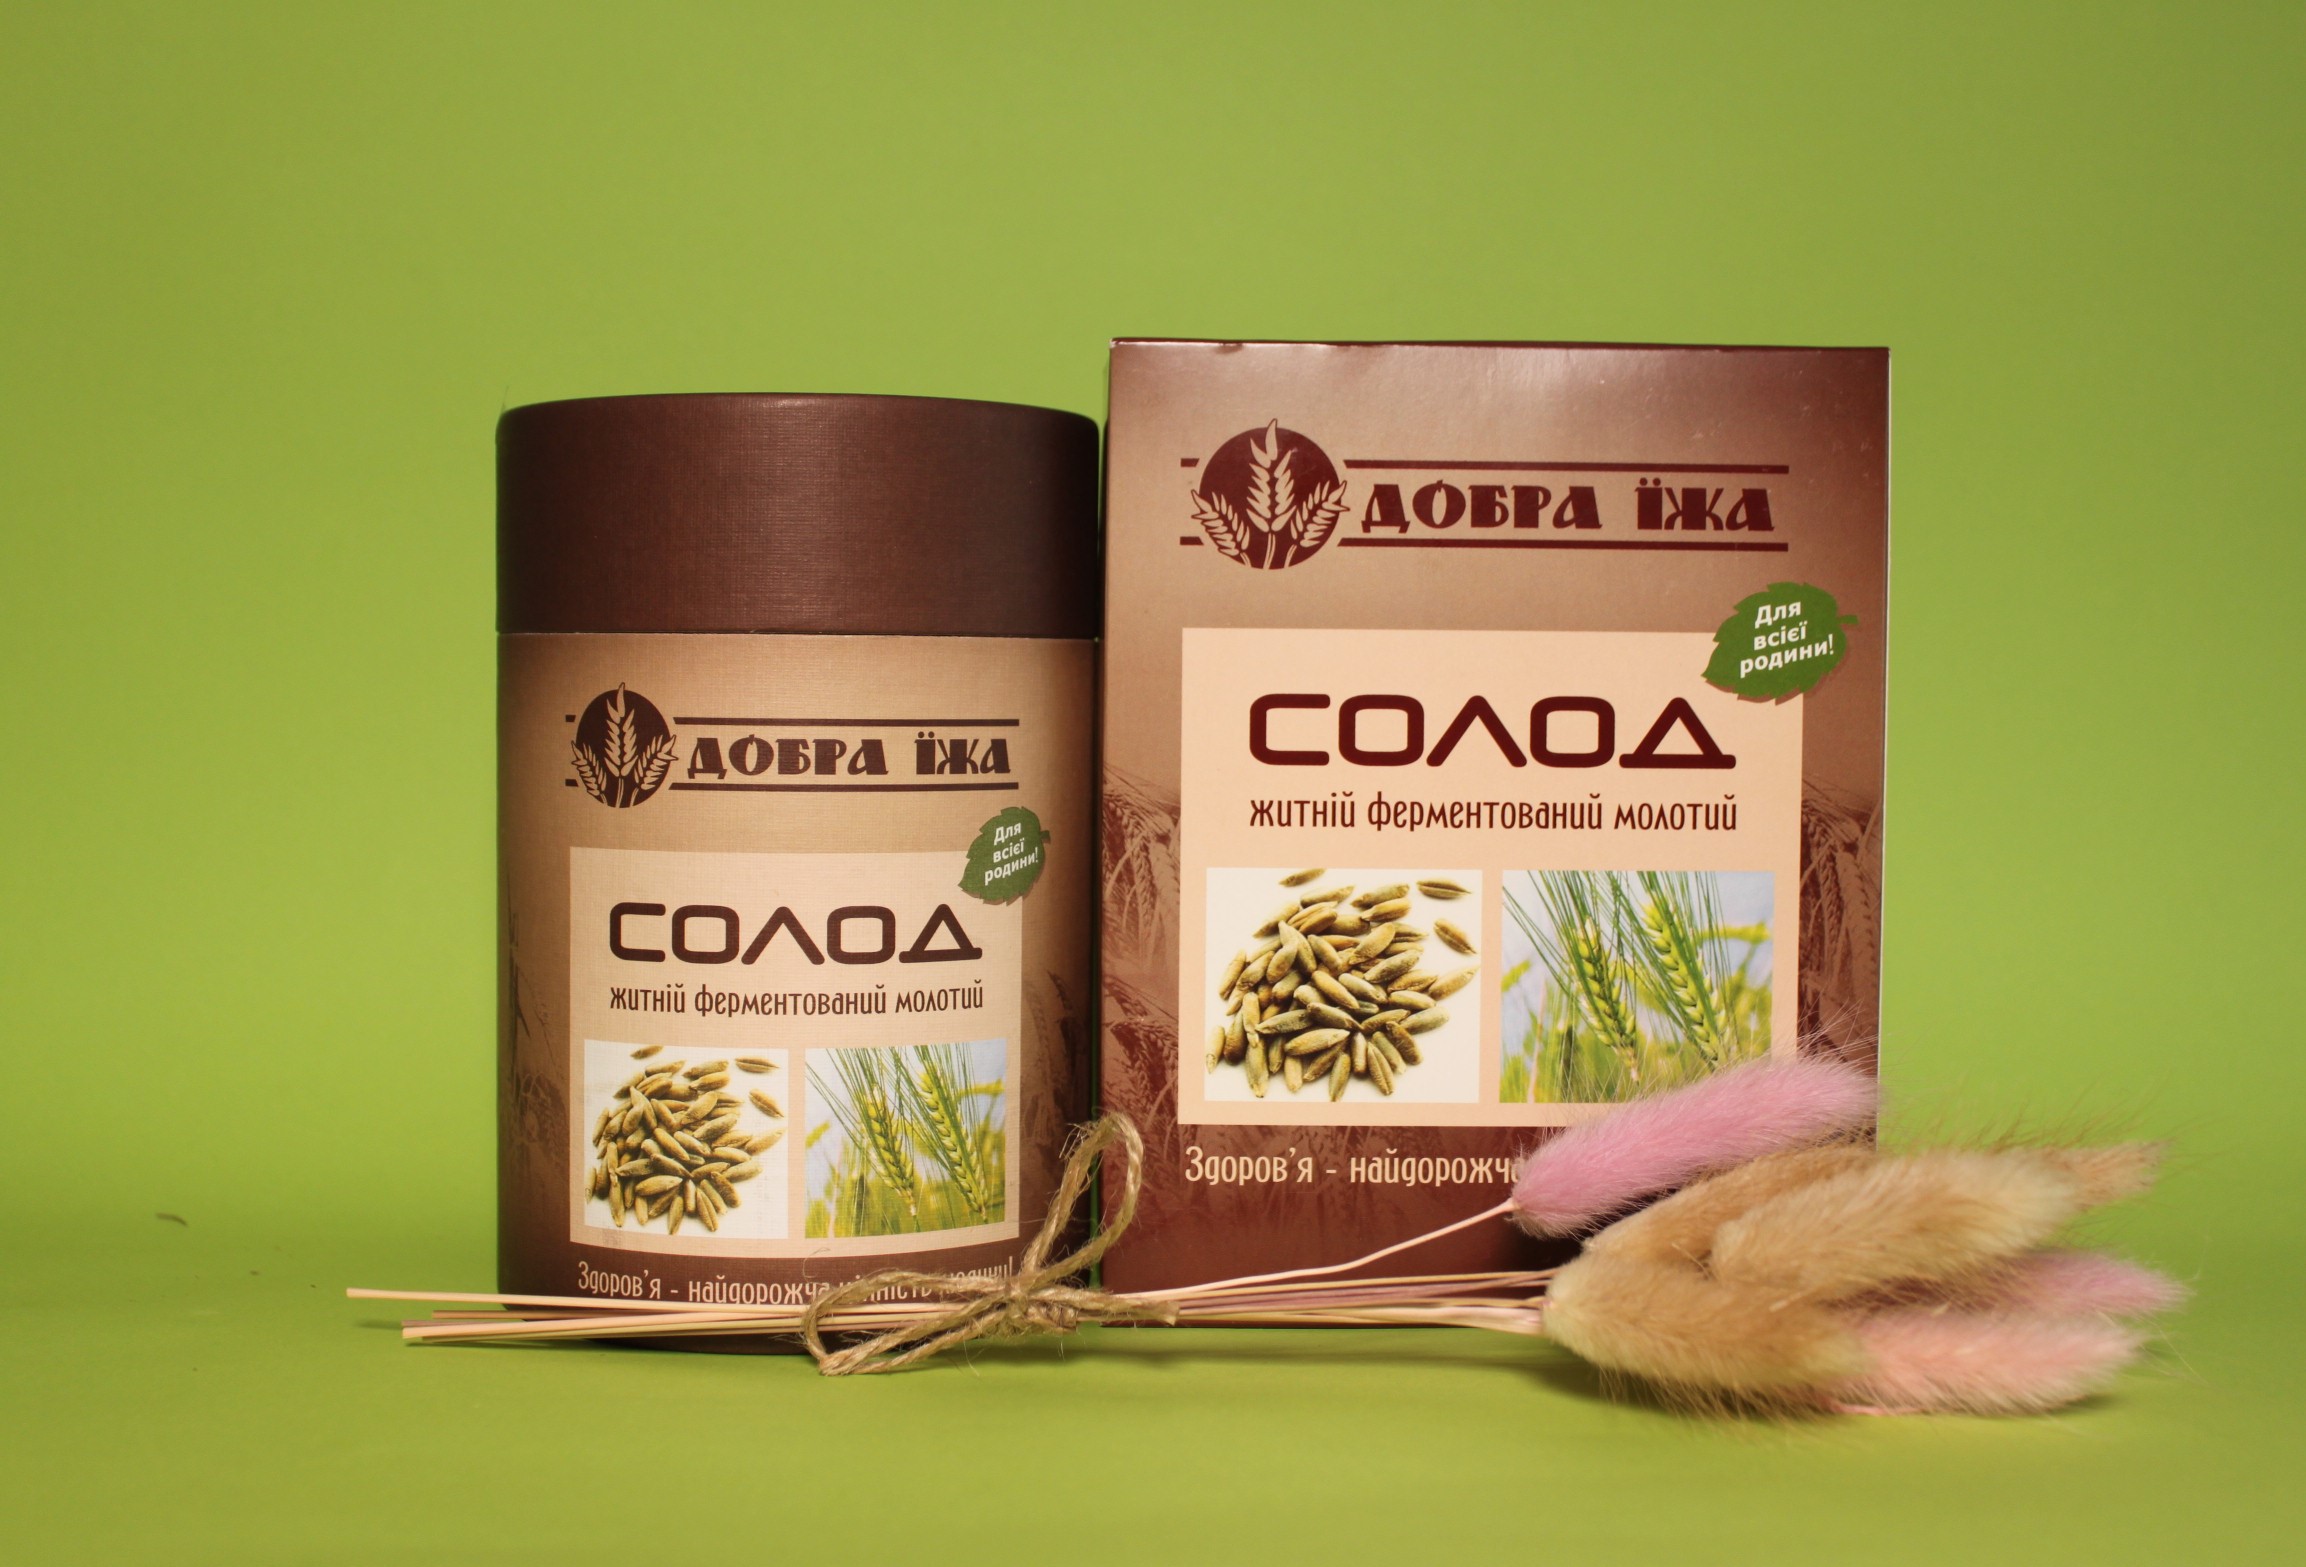 ДОБРА ЇЖА
Для
всієї
родини!
СОЛОД
житній ферментований молотий
Здоров'я - найдорожча
ДОБРА ЇЖА
Для
всієї
родини!
СОЛОД
житній ферментований молотий
Здоров'я - найдорожча